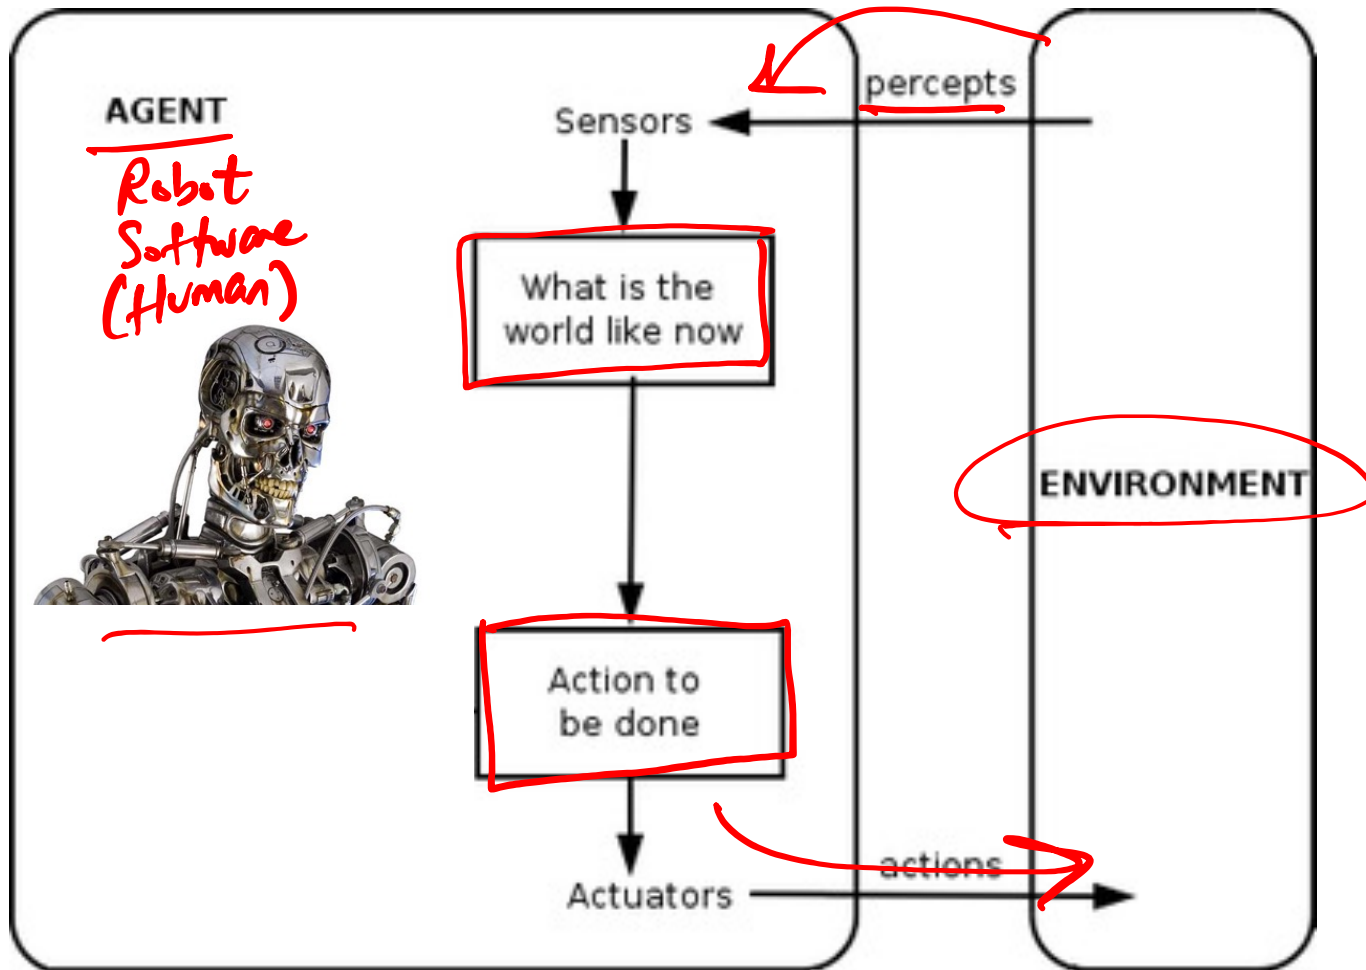 AGENT
Robot
Software
(Human)
percepts
Sensors
What is the
world like now
ENVIRONMENT
Action to
be done
actions
Actuators